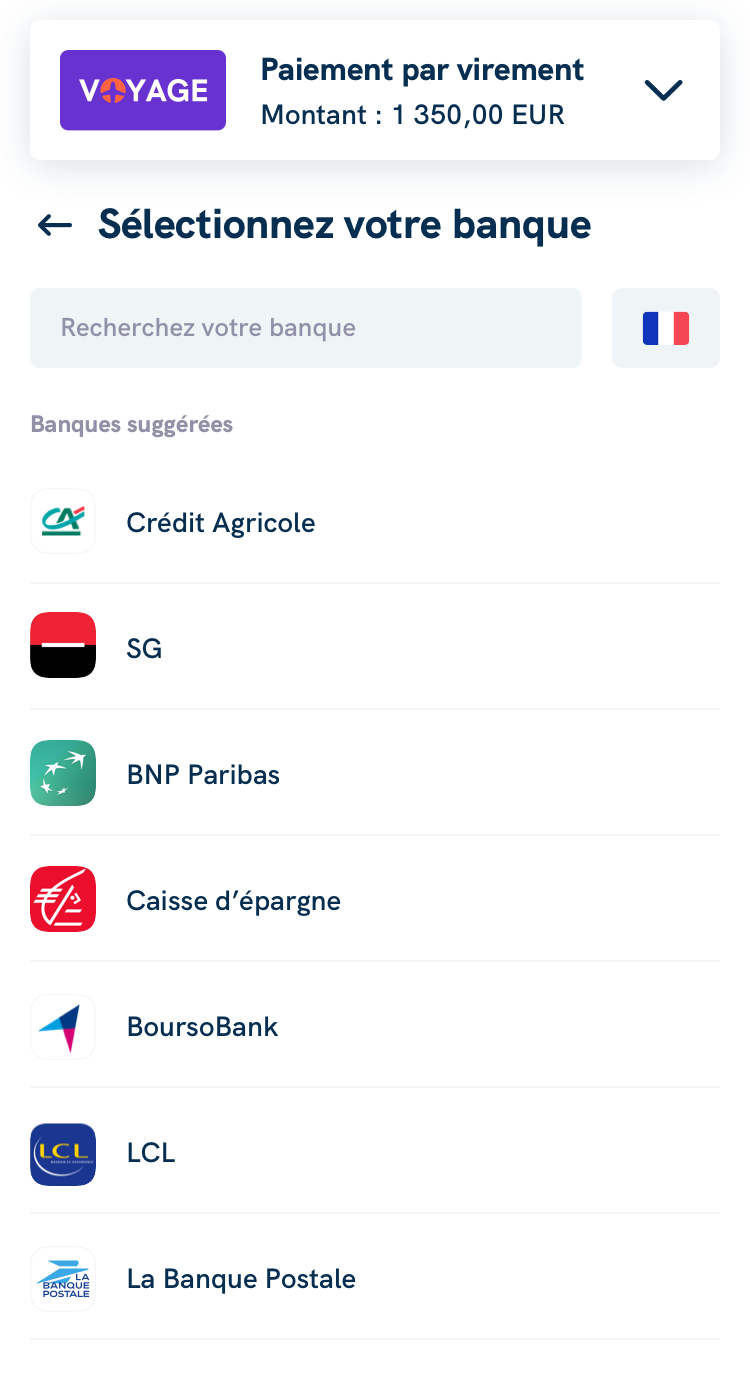 VOYAGE
Paiement par virement
Montant : 1 350,00 EUR
Sélectionnez votre banque
Recherchez votre banque
Banques suggérées
Crédit Agricole
SG
BNP Paribas
Caisse d’épargne
BoursoBank
LCL
LCL
LA
BANQUE
POSTALE
La Banque Postale